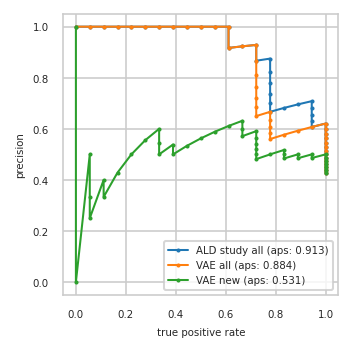 1.0
0.8
0.6
0.4
0.2
0.0
precision
ALD study all (aps: 0.913)
VAE all (aps: 0.884)
VAE new (aps: 0.531)
0.0 0.2 0.4 0.6 0.8 1.0
true positive rate